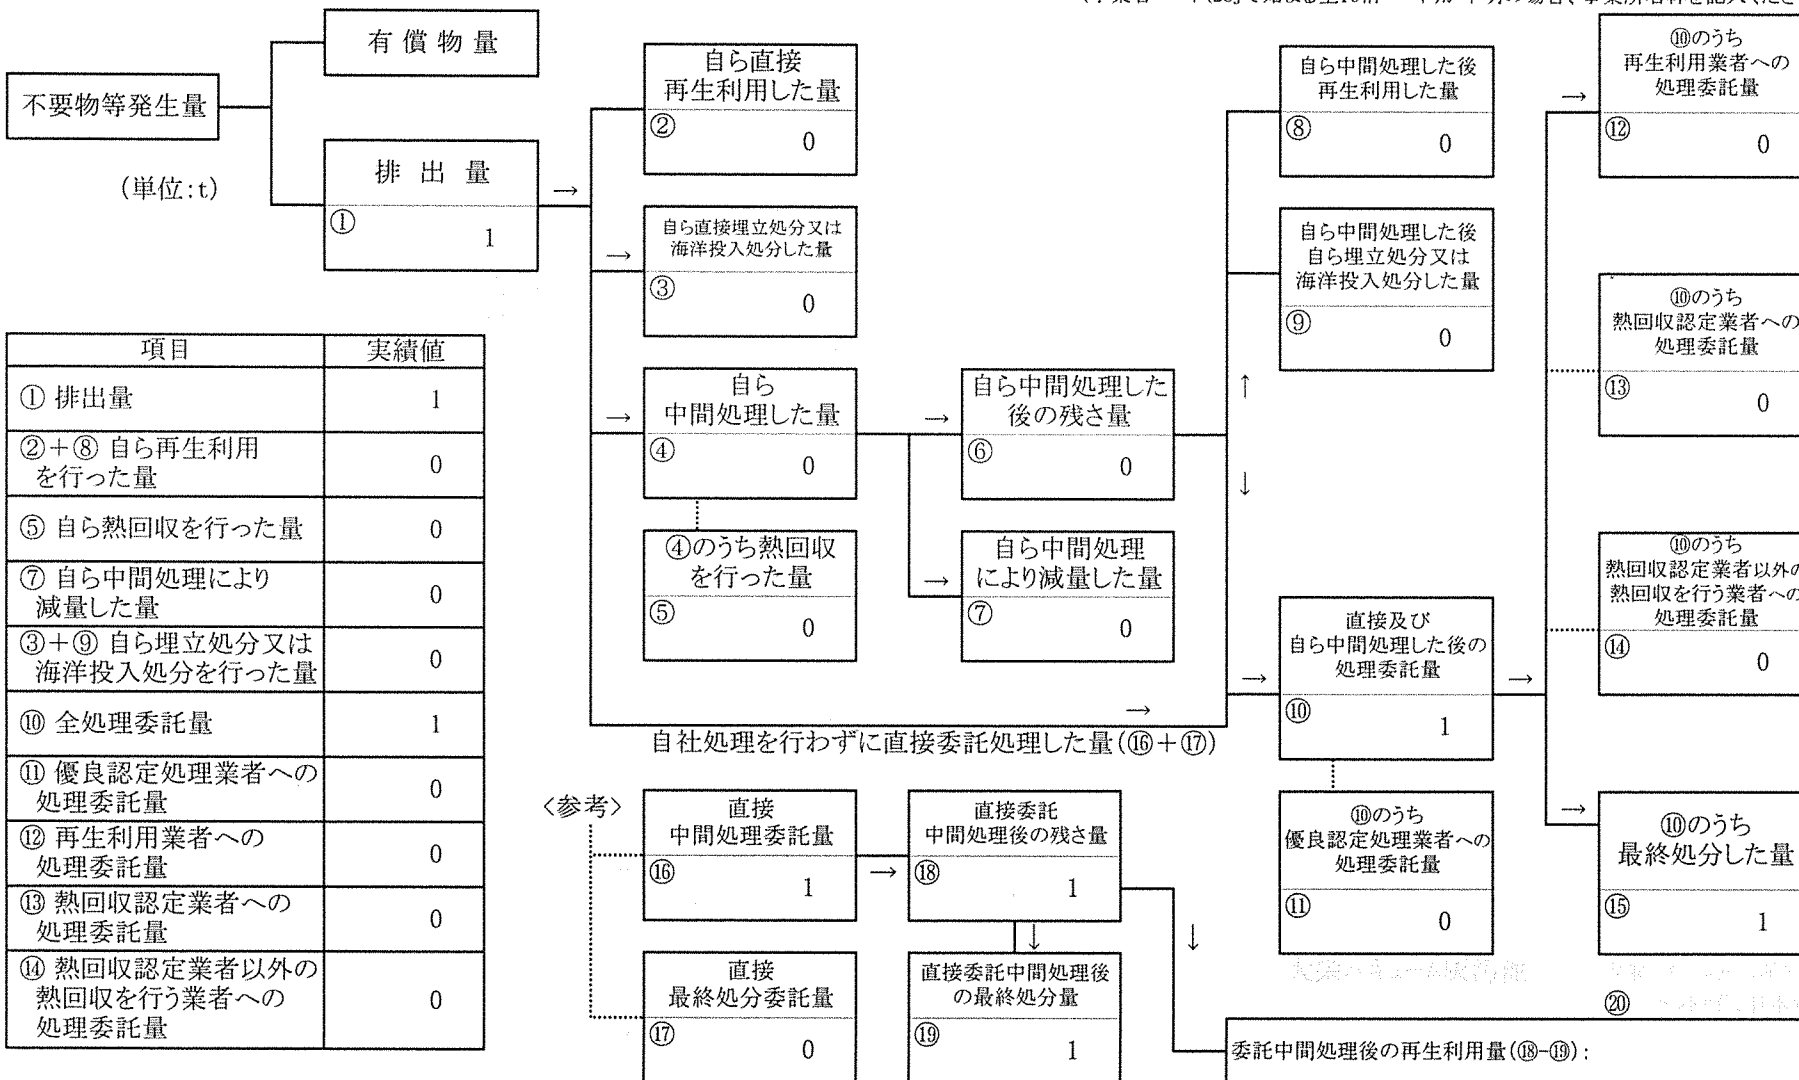 有償物量
不要物等発生量
(単位:t)
排出量
①
1
→
自ら直接
再生利用した量
②
0
→
自ら直接埋立処分又は
海洋投入処分した量
③
0
→
自ら
中間処理した量
④
0
④のうち熱回収
を行った量
⑤
0
→
自ら中間処理した
後の残さ量
⑥
0
→
自ら中間処理
により減量した量
⑦
0
自ら中間処理した後
再生利用した量
⑧
0
自ら中間処理した後
自ら埋立処分又は
海洋投入処分した量
⑨
0
↑
↓
→
直接及び
自ら中間処理した後の
処理委託量
⑩
1
⑩のうち
優良認定処理業者への
処理委託量
⑪
0
→
→
⑩のうち
再生利用業者への
処理委託量
⑫
0
⑩のうち
熱回収認定業者への
処理委託量
⑬
0
⑩のうち
熱回収認定業者以外の
熱回収を行う業者への
処理委託量
⑭
0
→
⑩のうち
最終処分した量
⑮
1
→
自社処理を行わずに直接委託処理した量(⑯+⑰)
項目 実績値
① 排出量 1
②+⑧ 自ら再生利用
を行った量 0
⑤ 自ら熱回収を行った量 0
⑦ 自ら中間処理により
減量した量 0
③+⑨ 自ら埋立処分又は
海洋投入処分を行った量 0
⑩ 全処理委託量 1
⑪ 優良認定処理業者への
処理委託量 0
⑫ 再生利用業者への
処理委託量 0
⑬ 熱回収認定業者への
処理委託量 0
⑭ 熱回収認定業者以外の
熱回収を行う業者への
処理委託量 0
〈参考〉
直接
中間処理委託量
⑯
1
→
直接委託
中間処理後の残さ量
⑱
1
↓
↓
直接
最終処分委託量
⑰
0
直接委託中間処理後
の最終処分量
⑲
1
⑳
委託中間処理後の再生利用量(⑱-⑲):